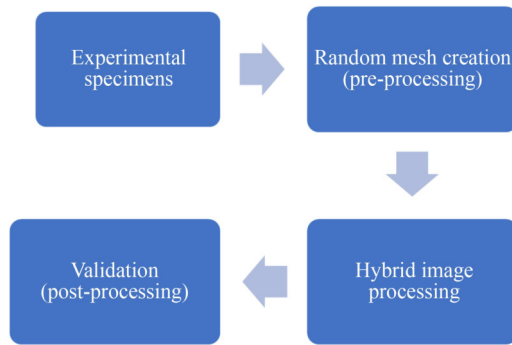 Experimental
specimens
Random mesh creation
(pre-processing)
Hybrid image
processing
Validation
(post-processing)